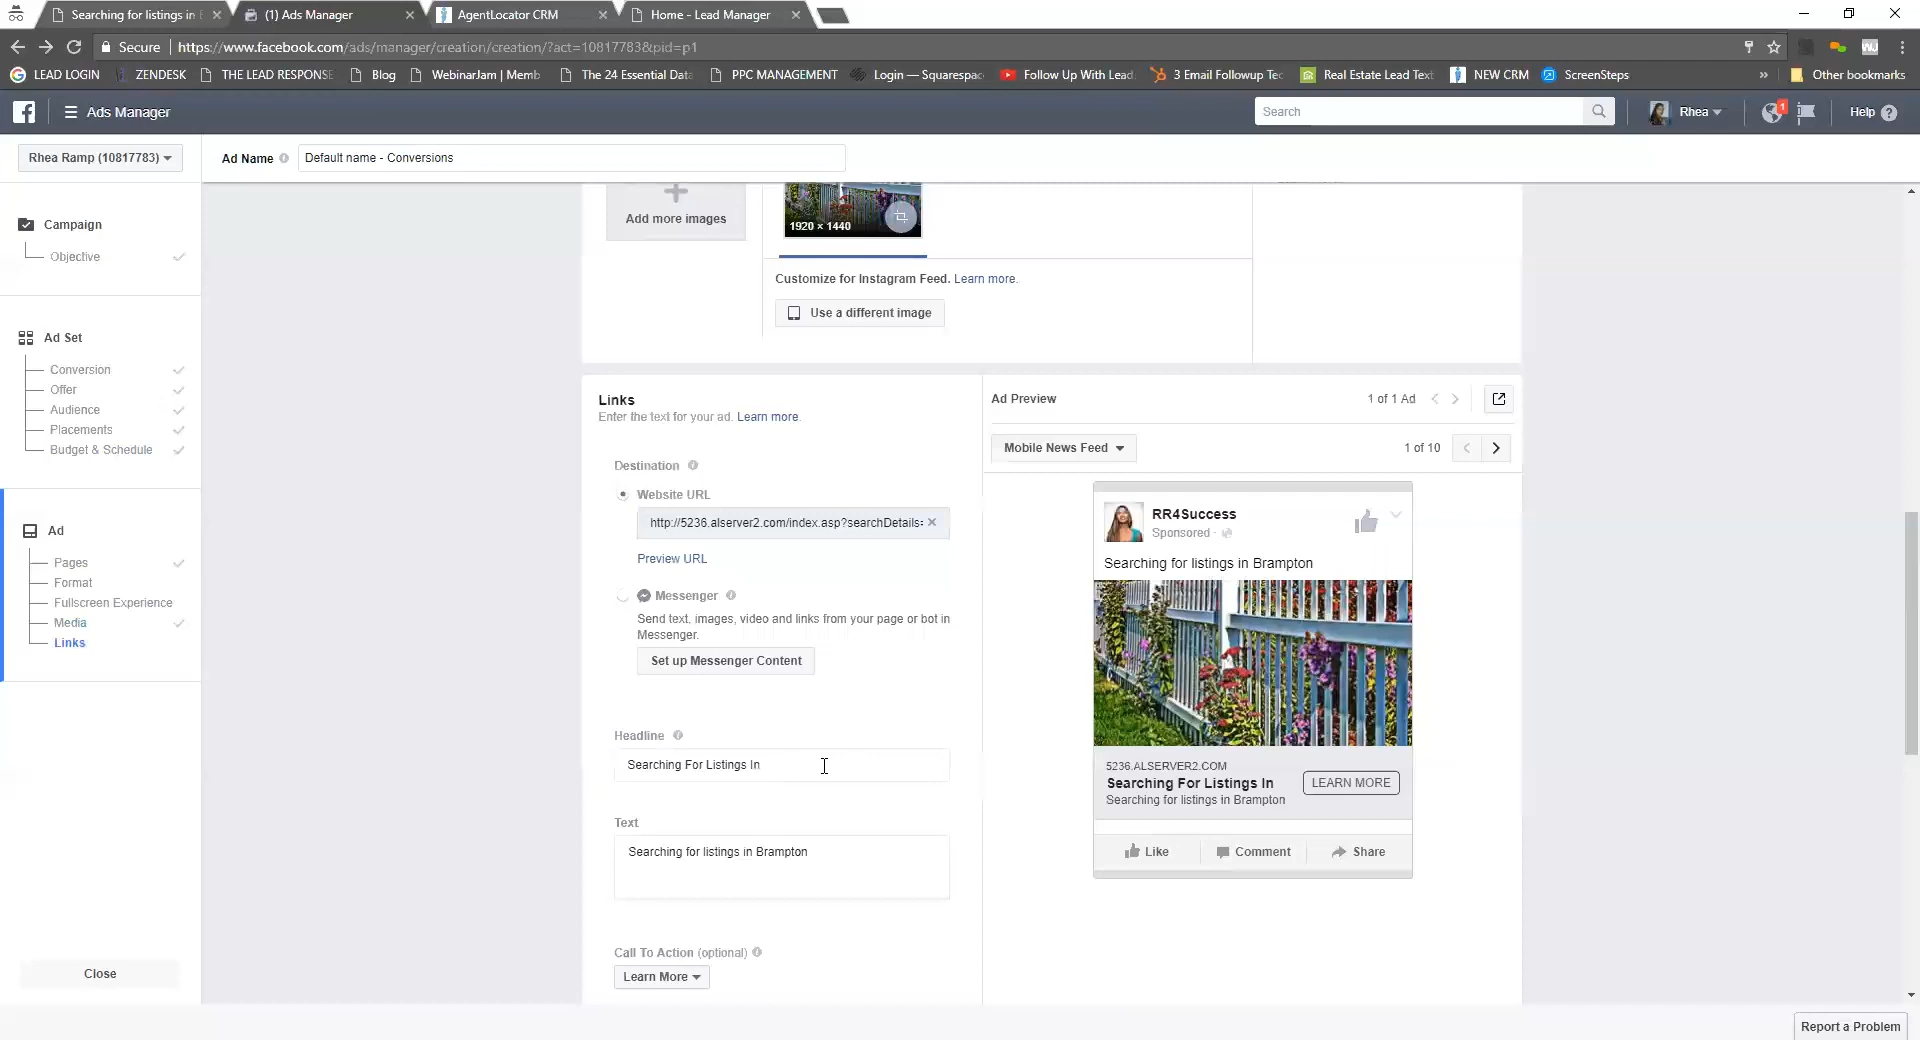 Searching for listings in
(1) Ads Manager
AgentLocator CRM
Home - Lead Manager
Secure
https://www.facebook.com/ads/manager/creation/creation/?act=10817783&pid=p1
LEAD LOGIN
ZENDESK
THE LEAD RESPONSE
Blog
WebinarJam | Memb
The 24 Essential Data
PPC MANAGEMENT
Login — Squarespac
Follow Up With Lead
3 Email Followup Tec
Real Estate Lead Text
NEW CRM
ScreenSteps
»
Other bookmarks
Ads Manager
Search
Rhea
1
Help
Rhea Ramp (10817783)
Ad Name
Default name - Conversions
Campaign
Objective
Ad Set
Conversion
Offer
Audience
Placements
Budget & Schedule
Ad
Pages
Format
Fullscreen Experience
Media
Links
Close
Add more images
1920 × 1440
Customize for Instagram Feed. Learn more.
Use a different image
Links
Enter the text for your ad. Learn more.
Destination
Website URL
http://5236.alserver2.com/index.asp?searchDetails=
Preview URL
Messenger
Send text, images, video and links from your page or bot in
Messenger.
Set up Messenger Content
Headline
Searching For Listings In
Text
Searching for listings in Brampton
Call To Action (optional)
Learn More
Ad Preview
1 of 1 Ad
Mobile News Feed
1 of 10
RR4Success
Sponsored ·
Searching for listings in Brampton
5236.ALSERVER2.COM
Searching For Listings In
LEARN MORE
Searching for listings in Brampton
Like
Comment
Share
Report a Problem